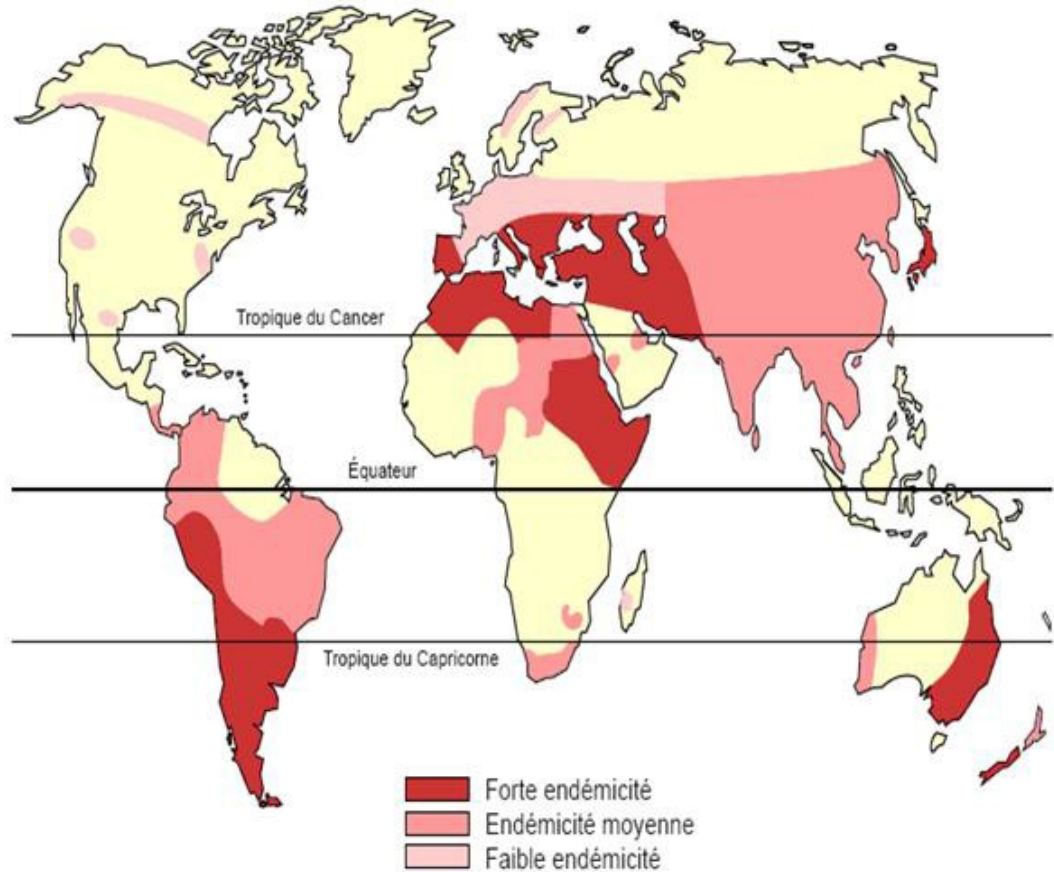 Tropique du Cancer
Équateur
Tropique du Capricorne
Forte endémicité
Endémicité moyenne
Faible endémicité